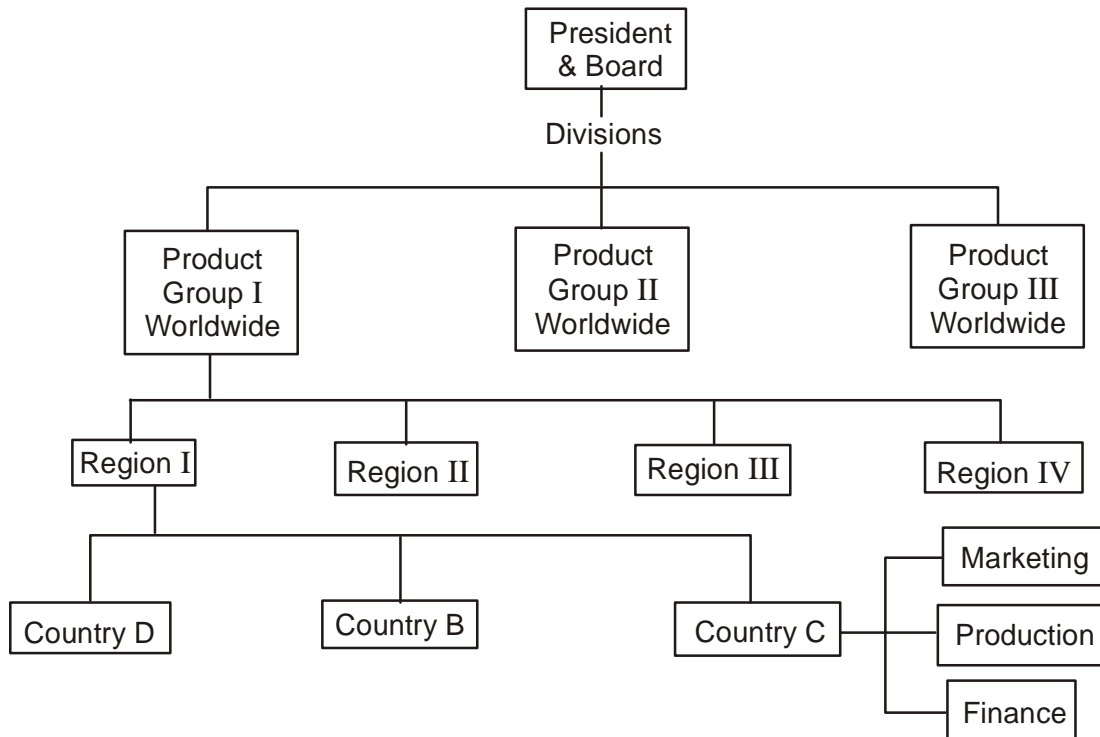 President
& Board
Divisions
Product
Group I
Worldwide
Product
Group II
Worldwide
Product
Group III
Worldwide
Region I
Region II
Region III
Region IV
Country D
Country B
Country C
Marketing
Production
Finance